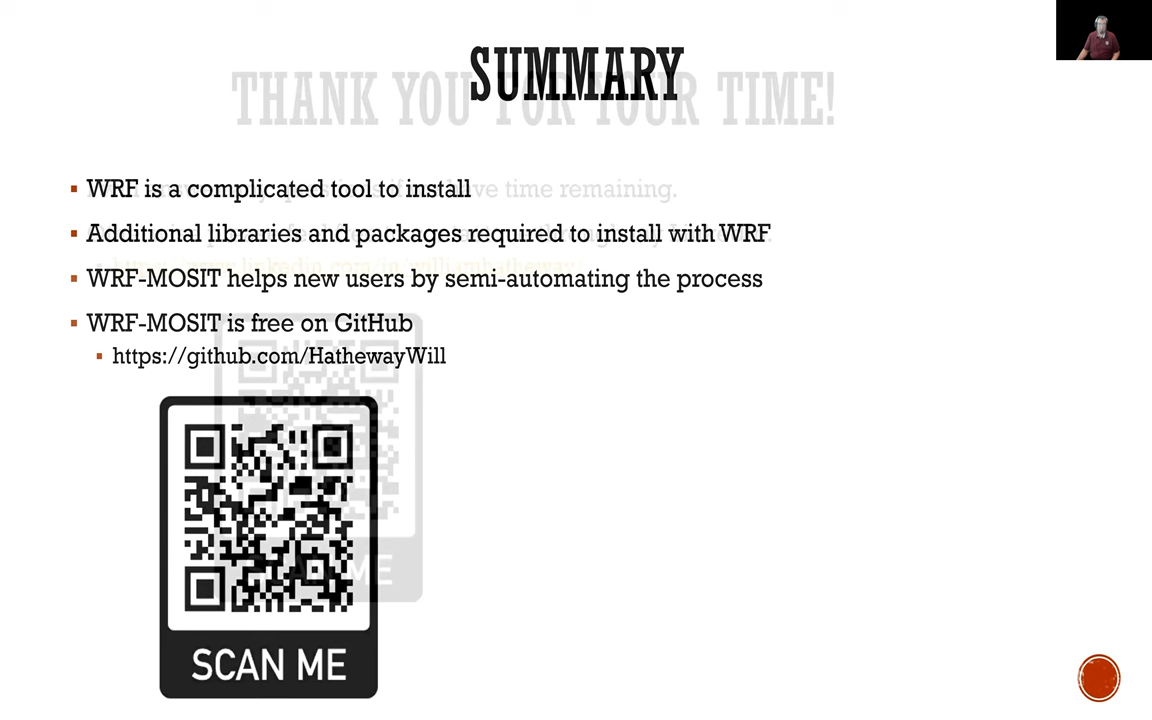 SUMMARY
THANK YOU FOR YOUR TIME!
WRF is a complicated tool to install
time remaining.
Additional libraries and packages required to install with WRF
WRF-MOSIT helps new users by semi-automating the process
WRF-MOSIT is free on GitHub
https://github.com/HathewayWill
SCAN ME